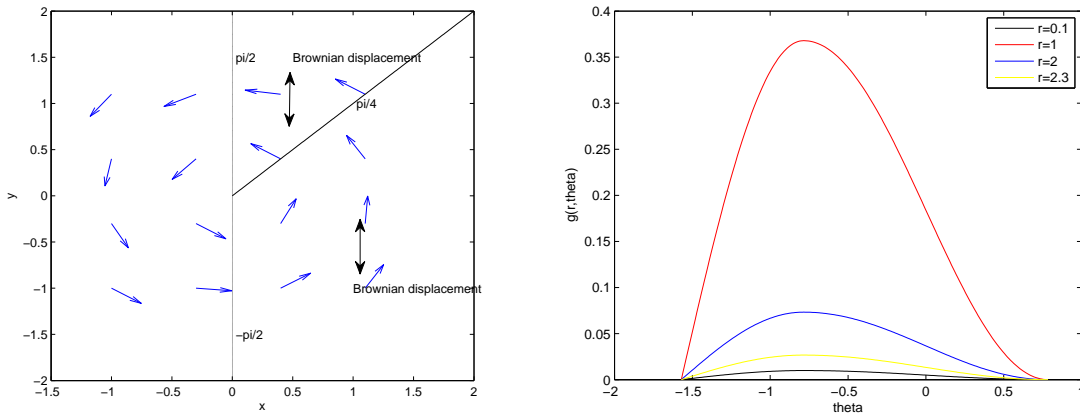 2
1.5
1
0.5
0
−0.5
−1
−1.5
−2
−1.5
−1
−0.5
0
0.5
1
1.5
2
x
y
pi/2
Brownian displacement
pi/4
Brownian displacement
−pi/2
0.4
0.35
0.3
0.25
0.2
0.15
0.1
0.05
0
−2
−1.5
−1
−0.5
0
0.5
1
theta
g(r,theta)
r=0.1
r=1
r=2
r=2.3